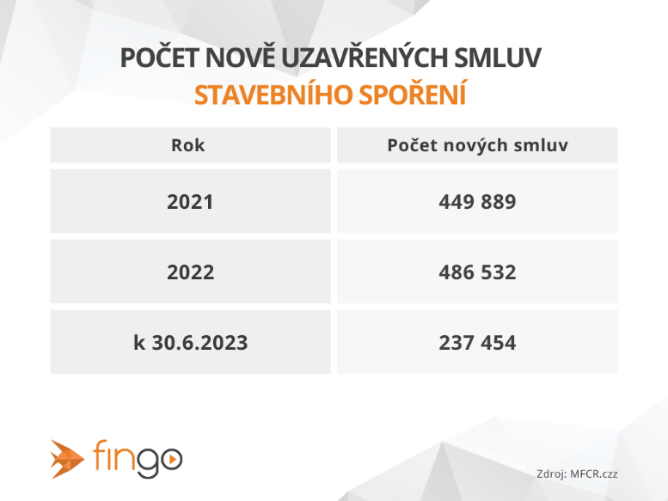 POČET NOVĚ UZAVŘENÝCH SMLUV
STAVEBNÍHO SPOŘENÍ
Rok Počet nových smluv
2021 449 889
2022 486 532
k 30.6.2023 237 454
fingo
Zdroj: MFCR.czz